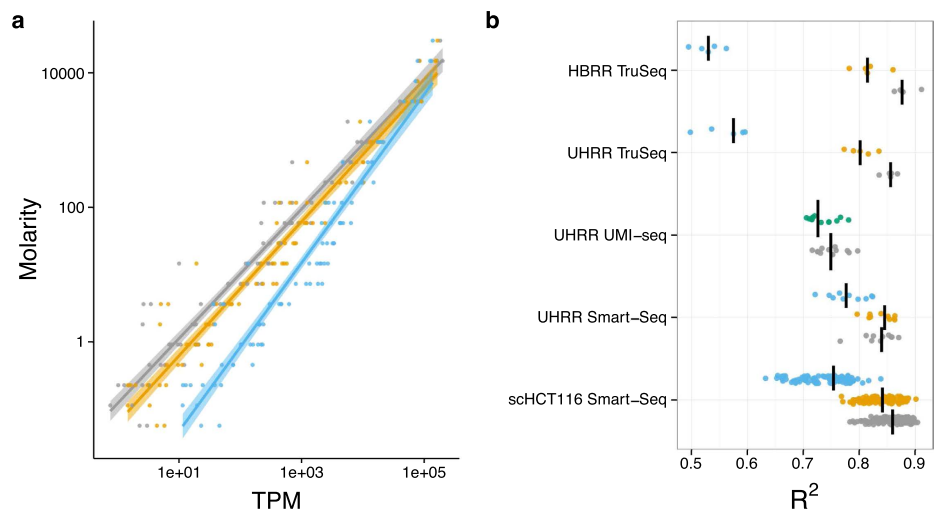 a
10000
100
1
Molarity
1e+01 1e+03 1e+05
TPM
b
HBRR TruSeq
UHRR TruSeq
UHRR UMI−seq
UHRR Smart−Seq
scHCT116 Smart−Seq
0.5 0.6 0.7 0.8 0.9
R²